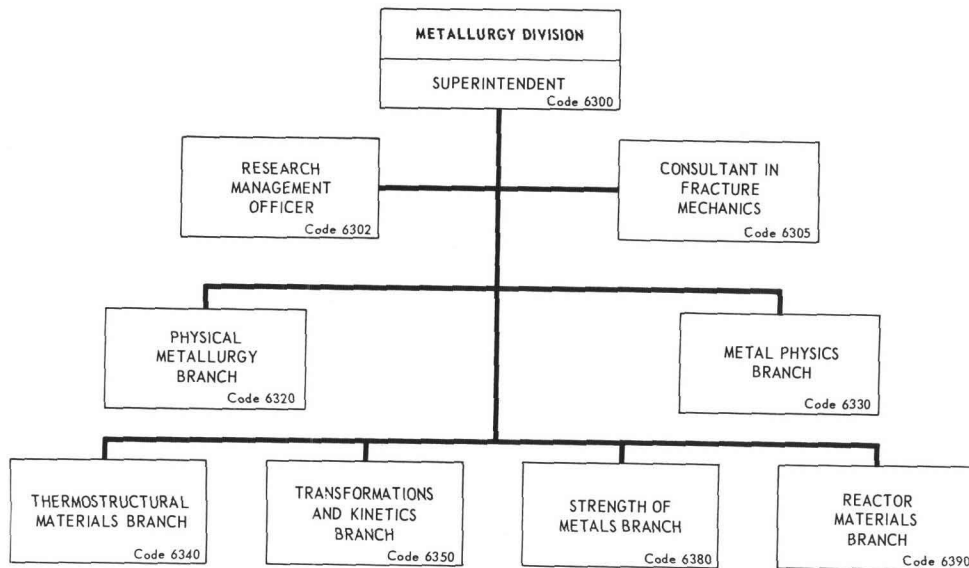 METALLURGY DIVISION
SUPERINTENDENT
Code 6300
RESEARCH
MANAGEMENT
OFFICER
Code 6302
CONSULTANT IN
FRACTURE
MECHANICS
Code 6305
PHYSICAL
METALLURGY
BRANCH
Code 6320
METAL PHYSICS
BRANCH
Code 6330
THERMOSTRUCTURAL
MATERIALS BRANCH
Code 6340
TRANSFORMATIONS
AND KINETICS
BRANCH
Code 6350
STRENGTH OF
METALS BRANCH
Code 6380
REACTOR
MATERIALS
BRANCH
Code 6390